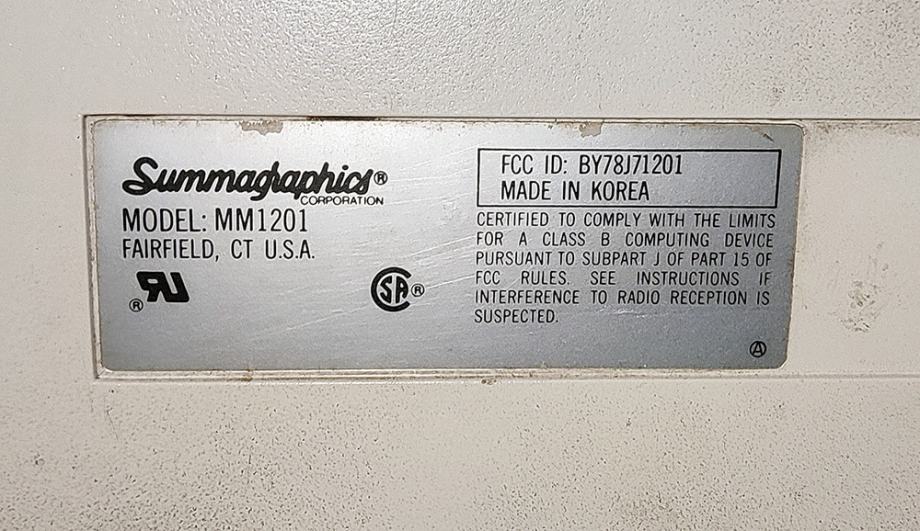 Summagraphics®
CORPORATION
MODEL: MM1201
FAIRFIELD, CT U.S.A.
®RU
SA®
FCC ID: BY78J71201
MADE IN KOREA
CERTIFIED TO COMPLY WITH THE LIMITS
FOR A CLASS B COMPUTING DEVICE
PURSUANT TO SUBPART J OF PART 15 OF
FCC RULES. SEE INSTRUCTIONS IF
INTERFERENCE TO RADIO RECEPTION IS
SUSPECTED.
A